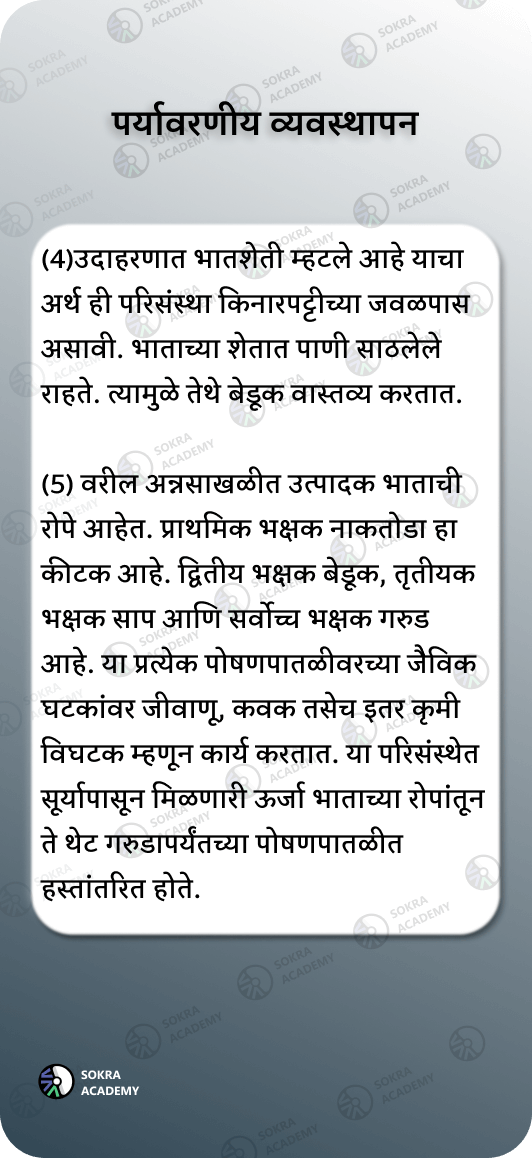 पर्यावरणीय व्यवस्थापन
(4)उदाहरणात भातशेती म्हटले आहे याचा
अर्थ ही परिसंस्था किनारपट्टीच्या जवळपास
असावी. भाताच्या शेतात पाणी साठलेले
राहते. त्यामुळे तेथे बेडूक वास्तव्य करतात.
(5) वरील अन्नसाखळीत उत्पादक भाताची
रोपे आहेत. प्राथमिक भक्षक नाकतोडा हा
कीटक आहे. द्वितीय भक्षक बेडूक, तृतीयक
भक्षक साप आणि सर्वोच्च भक्षक गरुड
आहे. या प्रत्येक पोषणपातळीवरच्या जैविक
घटकांवर जीवाणू, कवक तसेच इतर कृमी
विघटक म्हणून कार्य करतात. या परिसंस्थेत
सूर्यापासून मिळणारी ऊर्जा भाताच्या रोपांतून
ते थेट गरुडापर्यंतच्या पोषणपातळीत
हस्तांतरित होते.
SOKRA
ACADEMY